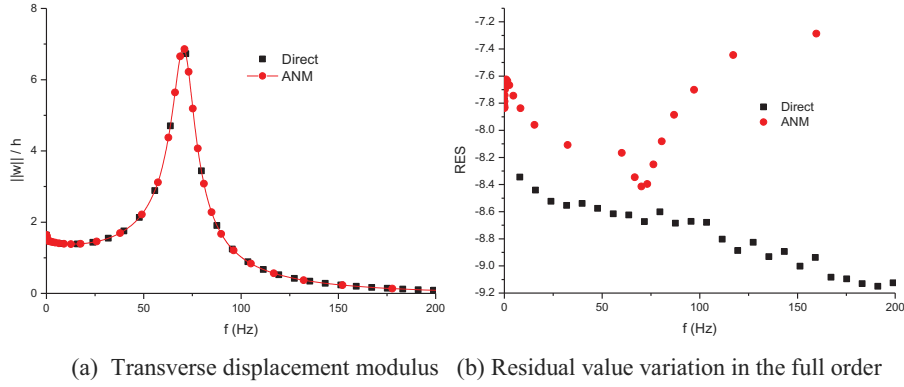 8
6
4
2
0
||w|| / h
Direct
ANM
0
50
100
150
200
f (Hz)
(a) Transverse displacement modulus
-7.2
-7.4
-7.6
-7.8
-8.0
-8.2
-8.4
-8.6
-8.8
-9.0
-9.2
RES
Direct
ANM
0
50
100
150
200
f (Hz)
(b) Residual value variation in the full order